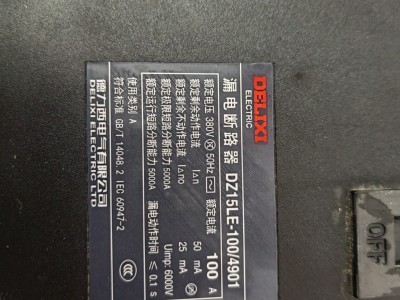 DELIXI
ELECTRIC
漏电断路器 DZ15LE-100/4901
额定电压 380V 50Hz 额定电流 100 A
额定剩余动作电流 I△n 50 mA
额定剩余不动作电流 I△no 25 mA
额定极限短路分断能力 5000A Uimp: 6000V
额定运行短路分断能力 5000A 漏电动作时间 ≤ 0.1 s
使用类别 A
符合标准 GB/T 14048.2 IEC 60947-2
德力西电气有限公司
DELIXI ELECTRIC LTD
OFF